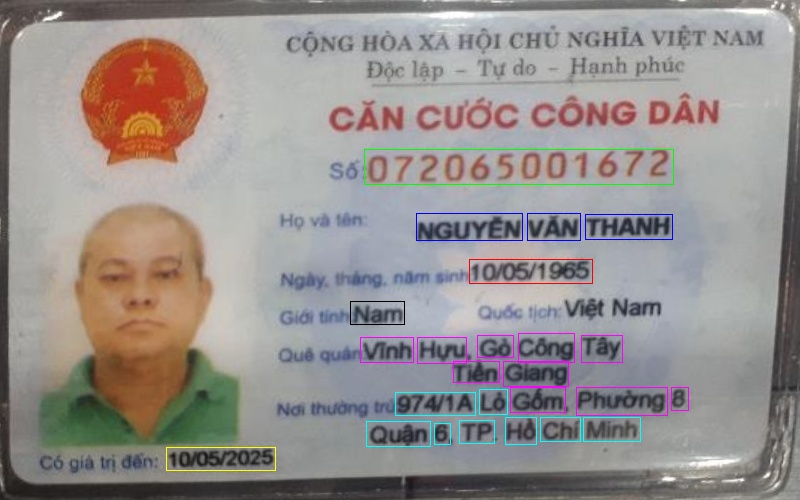 CỘNG HÒA XÃ HỘI CHỦ NGHĨA VIỆT NAM
Độc lập – Tự do – Hạnh phúc
CĂN CƯỚC CÔNG DÂN
Số: 072065001672
Họ và tên: NGUYỄN VĂN THANH
Ngày, tháng, năm sinh: 10/05/1965
Giới tính: Nam Quốc tịch: Việt Nam
Quê quán: Vĩnh Hựu, Gò Công Tây
Tiền Giang
Nơi thường trú: 974/1A Lò Gốm, Phường 8
Quận 6, TP. Hồ Chí Minh
Có giá trị đến: 10/05/2025